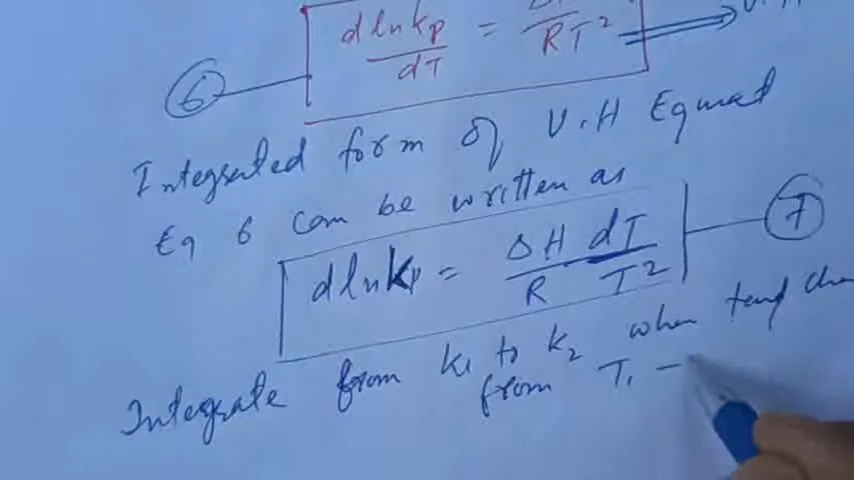 d ln kp / dT = / RT²
6
Integrated form of V.H Equat
Eq 6 can be written as
d ln Kp = ΔH / R dT / T²
7
Integrate from k1 to k2 when temp cha
from T1 –